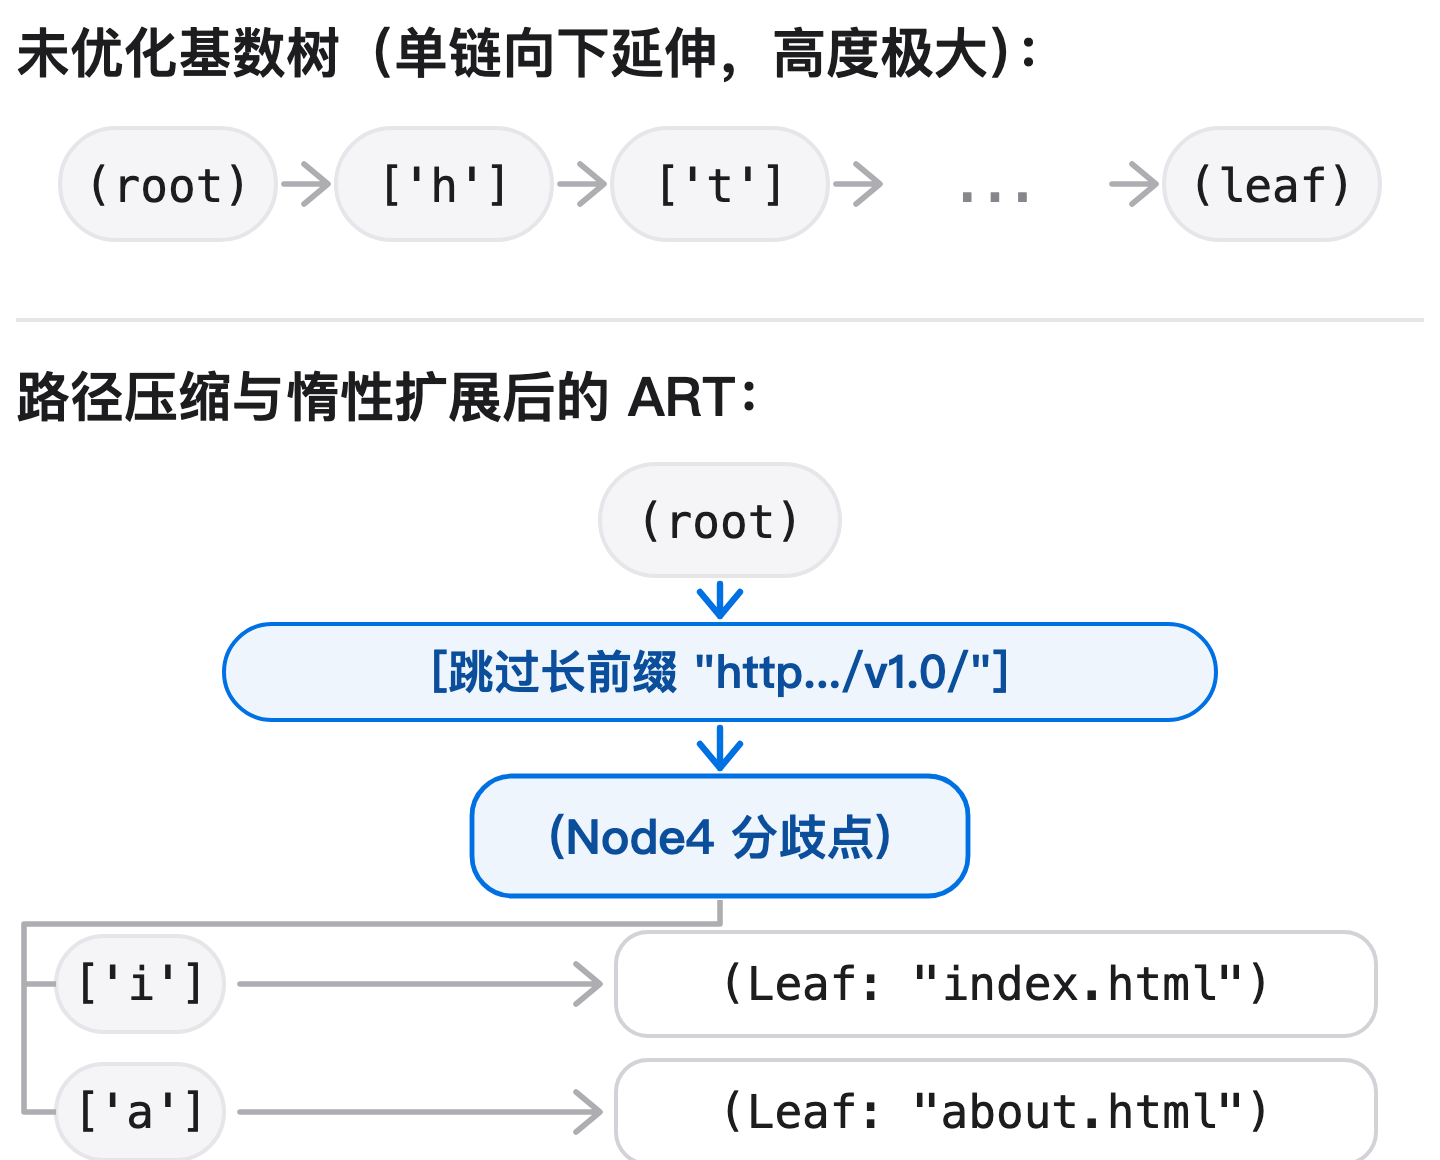 未优化基数树（单链向下延伸，高度极大）：
(root) ['h'] ['t'] ... (leaf)
路径压缩与惰性扩展后的 ART：
(root)
[跳过长前缀 "http.../v1.0/"]
(Node4 分歧点)
['i'] (Leaf: "index.html")
['a'] (Leaf: "about.html")